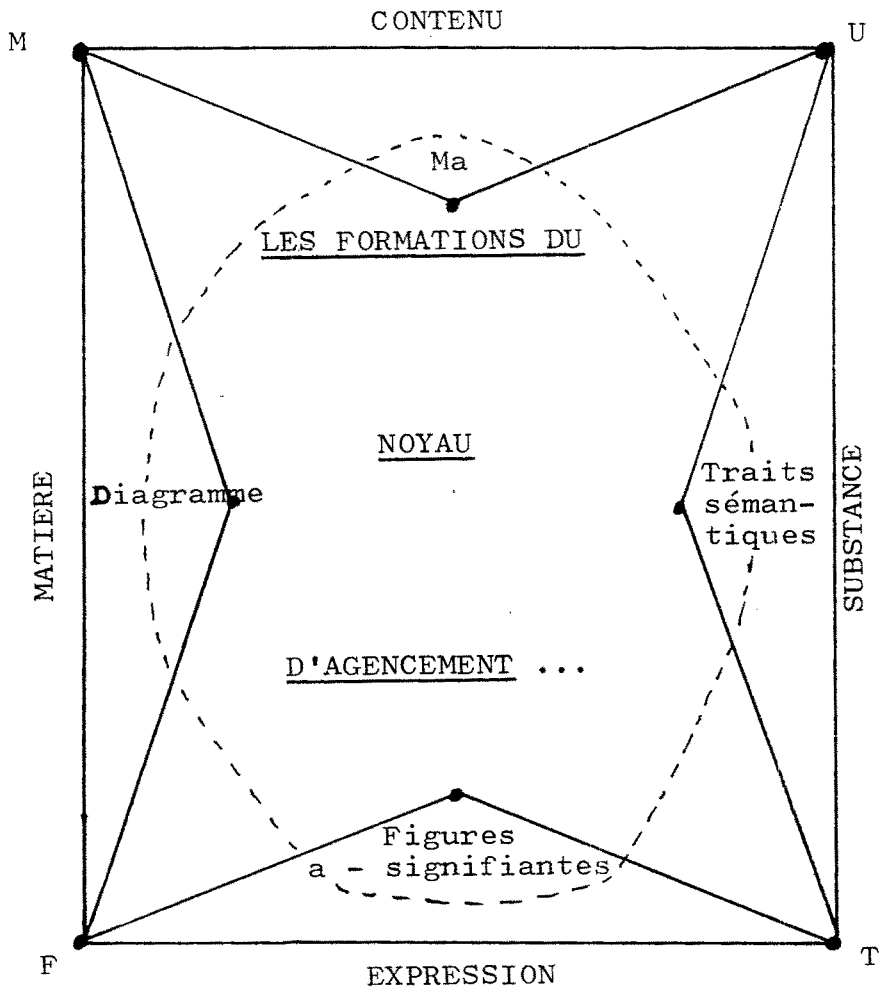 CONTENU
M
U
Ma
LES FORMATIONS DU
NOYAU
MATIERE
Diagramme
Traits
séman-
tiques
SUBSTANCE
D'AGENCEMENT ...
Figures
a - signifiantes
F
T
EXPRESSION